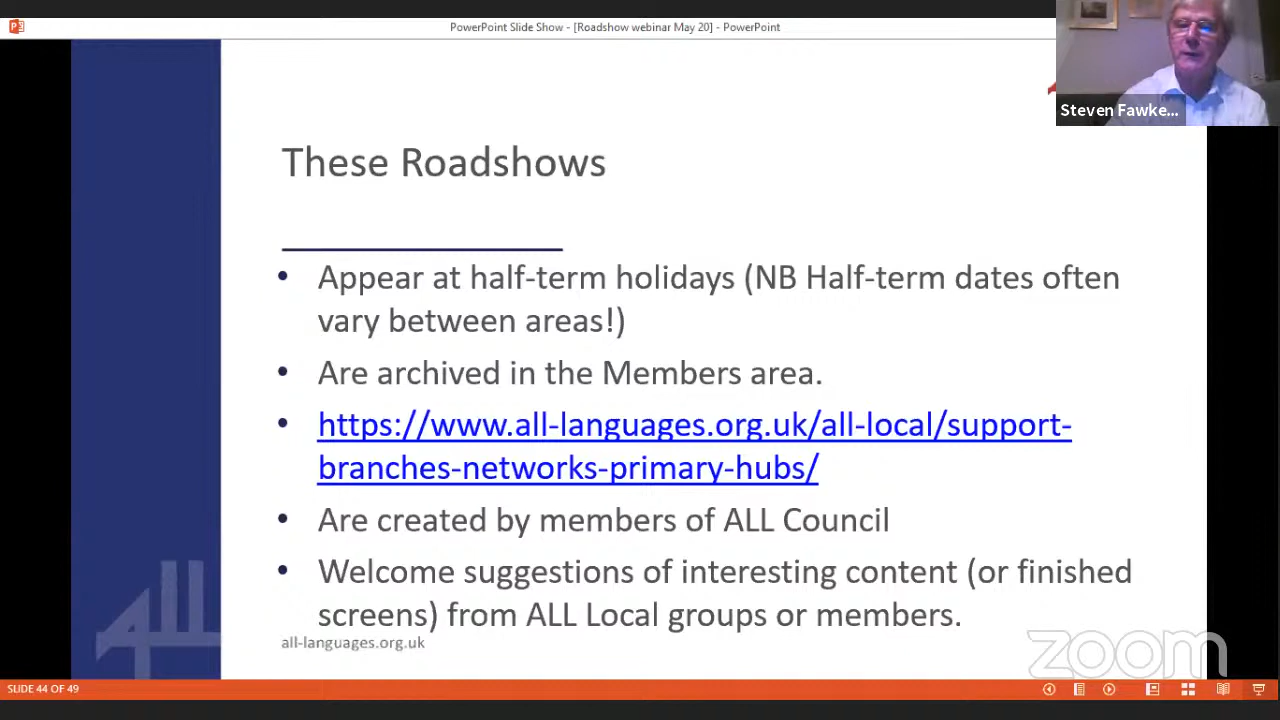 PowerPoint Slide Show - [Roadshow webinar May 20] - PowerPoint
Steven Fawke...
These Roadshows
• Appear at half-term holidays (NB Half-term dates often
vary between areas!)
• Are archived in the Members area.
• https://www.all-languages.org.uk/all-local/support-
branches-networks-primary-hubs/
• Are created by members of ALL Council
• Welcome suggestions of interesting content (or finished
screens) from ALL Local groups or members.
all-languages.org.uk
all
zoom
SLIDE 44 OF 49